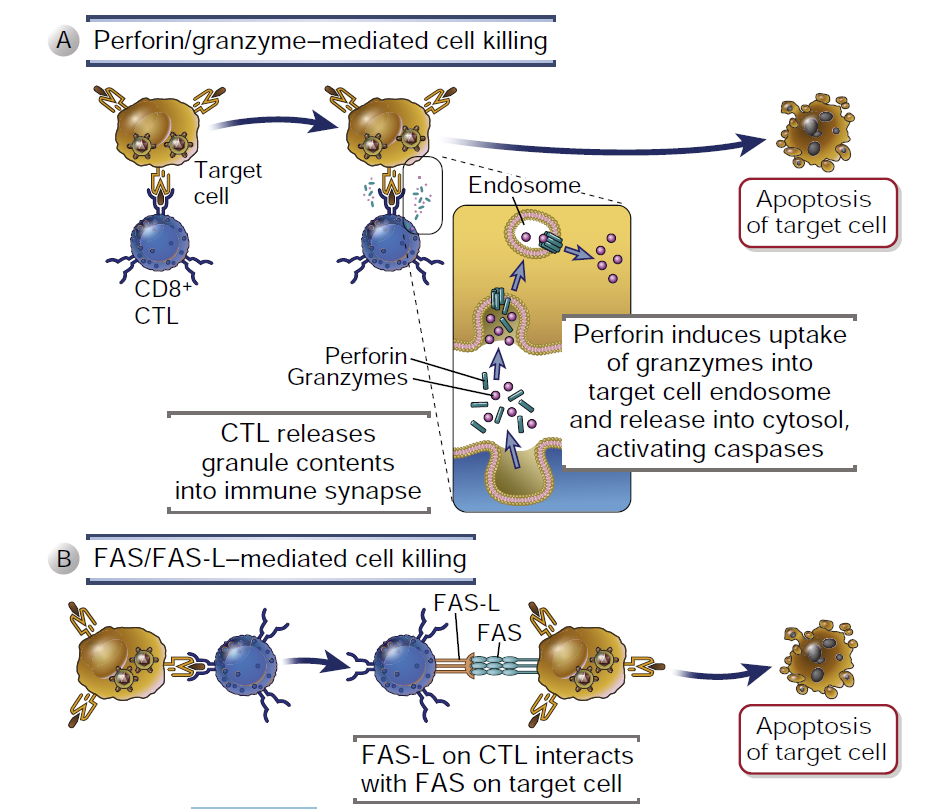 A Perforin/granzyme–mediated cell killing
Target
cell
CD8+
CTL
Endosome
Apoptosis
of target cell
Perforin
Granzymes
Perforin induces uptake
of granzymes into
target cell endosome
and release into cytosol,
activating caspases
CTL releases
granule contents
into immune synapse
B FAS/FAS-L–mediated cell killing
FAS-L
FAS
FAS-L on CTL interacts
with FAS on target cell
Apoptosis
of target cell